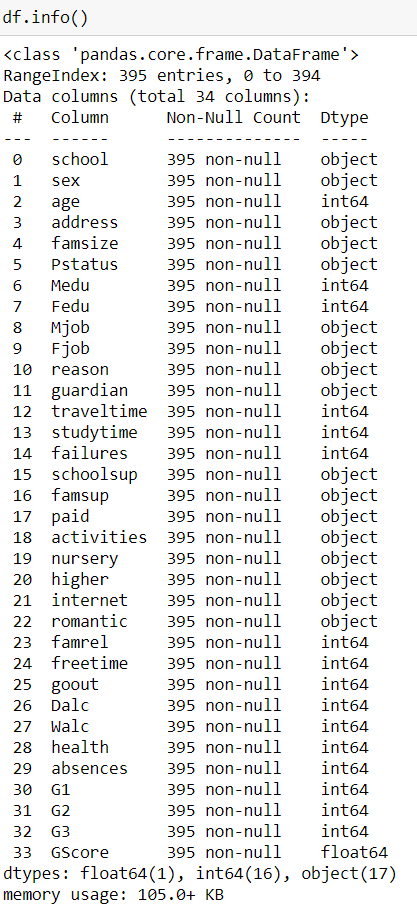 df.info()
<class 'pandas.core.frame.DataFrame'>
RangeIndex: 395 entries, 0 to 394
Data columns (total 34 columns):
 #   Column      Non-Null Count  Dtype
---  ------      --------------  -----
 0   school      395 non-null    object
 1   sex         395 non-null    object
 2   age         395 non-null    int64
 3   address     395 non-null    object
 4   famsize     395 non-null    object
 5   Pstatus     395 non-null    object
 6   Medu        395 non-null    int64
 7   Fedu        395 non-null    int64
 8   Mjob        395 non-null    object
 9   Fjob        395 non-null    object
 10  reason      395 non-null    object
 11  guardian    395 non-null    object
 12  traveltime  395 non-null    int64
 13  studytime   395 non-null    int64
 14  failures    395 non-null    int64
 15  schoolsup   395 non-null    object
 16  famsup      395 non-null    object
 17  paid        395 non-null    object
 18  activities  395 non-null    object
 19  nursery     395 non-null    object
 20  higher      395 non-null    object
 21  internet    395 non-null    object
 22  romantic    395 non-null    object
 23  famrel      395 non-null    int64
 24  freetime    395 non-null    int64
 25  goout       395 non-null    int64
 26  Dalc        395 non-null    int64
 27  Walc        395 non-null    int64
 28  health      395 non-null    int64
 29  absences    395 non-null    int64
 30  G1          395 non-null    int64
 31  G2          395 non-null    int64
 32  G3          395 non-null    int64
 33  GScore      395 non-null    float64
dtypes: float64(1), int64(16), object(17)
memory usage: 105.0+ KB